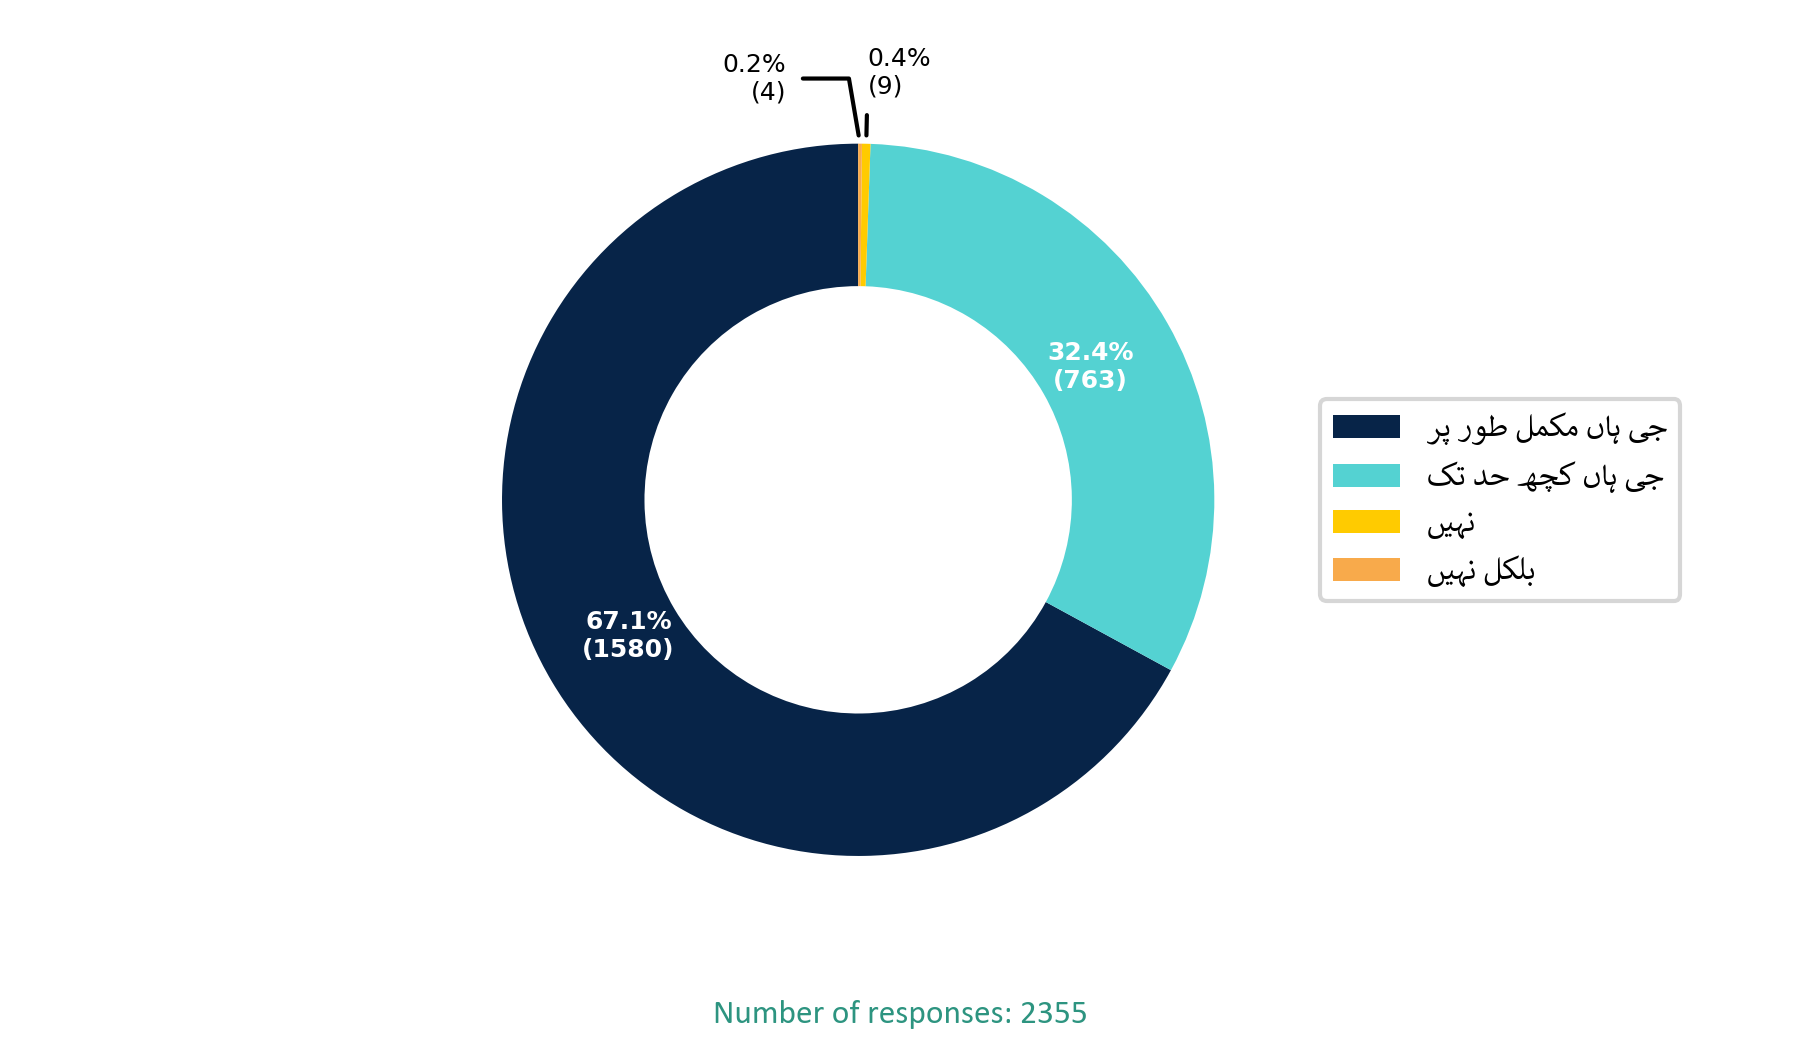 0.2%
(4)
0.4%
(9)
32.4%
(763)
67.1%
(1580)
جی ہاں مکمل طور پر
جی ہاں کچھ حد تک
نہیں
بلکل نہیں
Number of responses: 2355